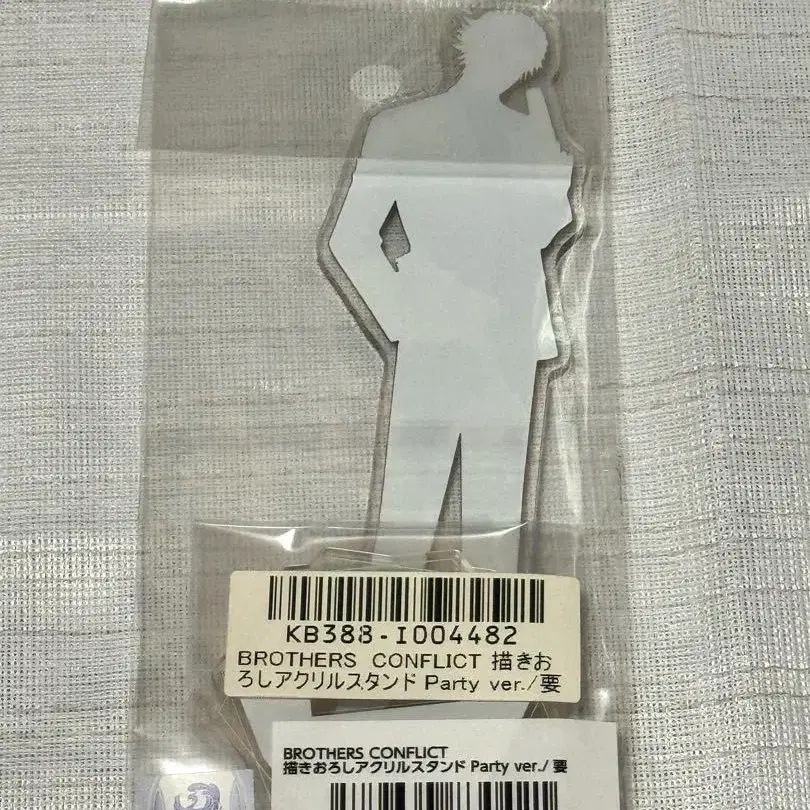 KB388-I004482
BROTHERS CONFLICT 描きお
ろしアクリルスタンド Party ver./要
BROTHERS CONFLICT
描きおろしアクリルスタンド Party ver./ 要